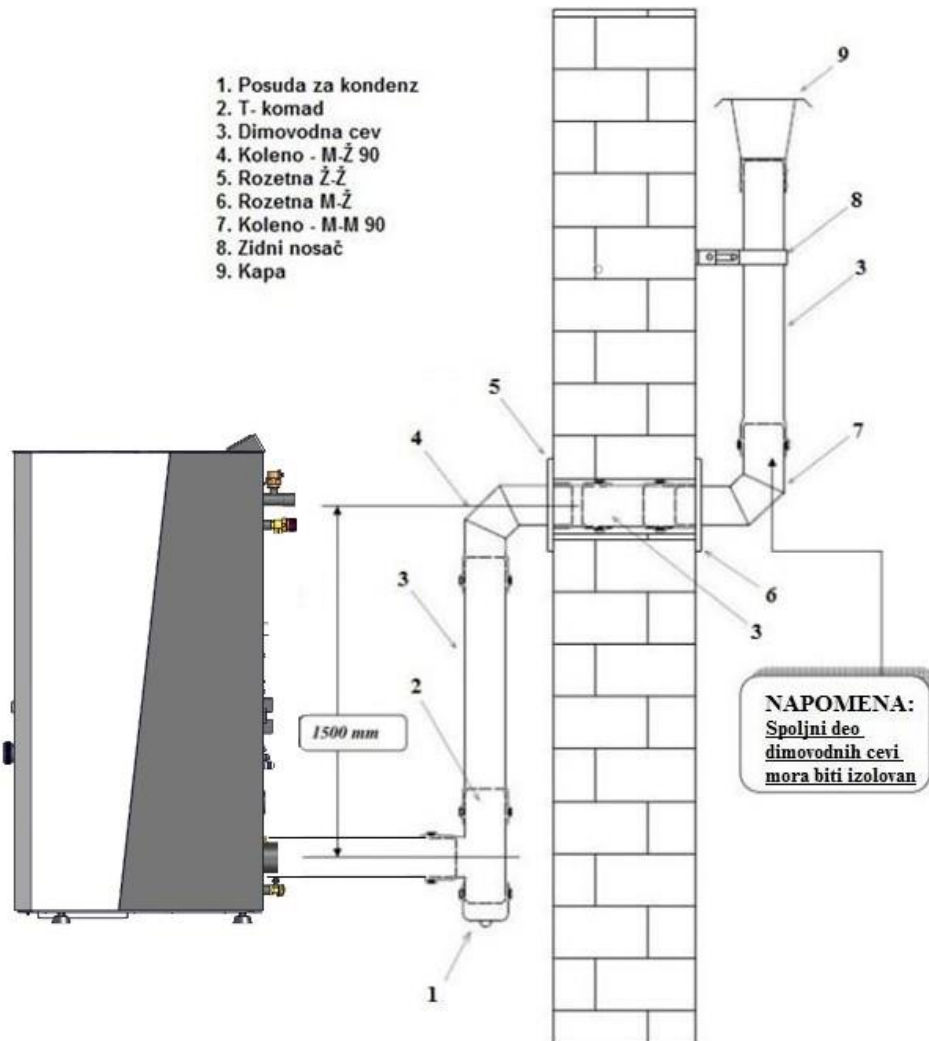 1. Posuda za kondenz
2. T- komad
3. Dimovodna cev
4. Koleno - M-Ž 90
5. Rozetna Ž-Ž
6. Rozetna M-Ž
7. Koleno - M-M 90
8. Zidni nosač
9. Kapa
9
8
3
5
4
7
3
6
3
2
1500 mm
NAPOMENA:
Spoljni deo
dimovodnih cevi
mora biti izolovan
1